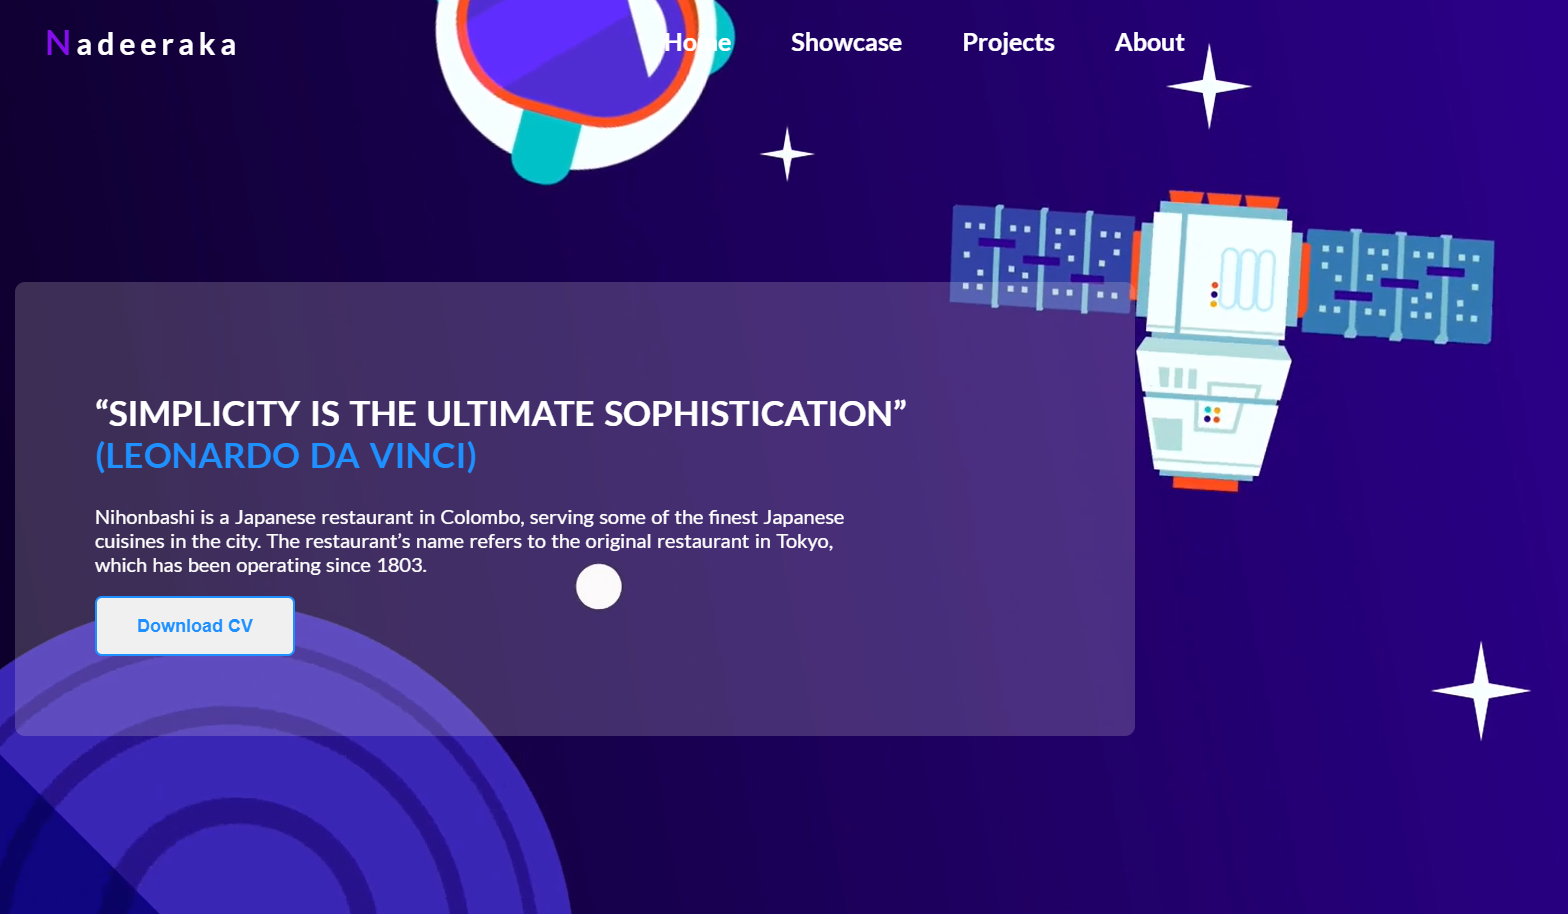 Nadeeraka
Home Showcase Projects About
“SIMPLICITY IS THE ULTIMATE SOPHISTICATION”
(LEONARDO DA VINCI)
Nihonbashi is a Japanese restaurant in Colombo, serving some of the finest Japanese
cuisines in the city. The restaurant’s name refers to the original restaurant in Tokyo,
which has been operating since 1803.
Download CV